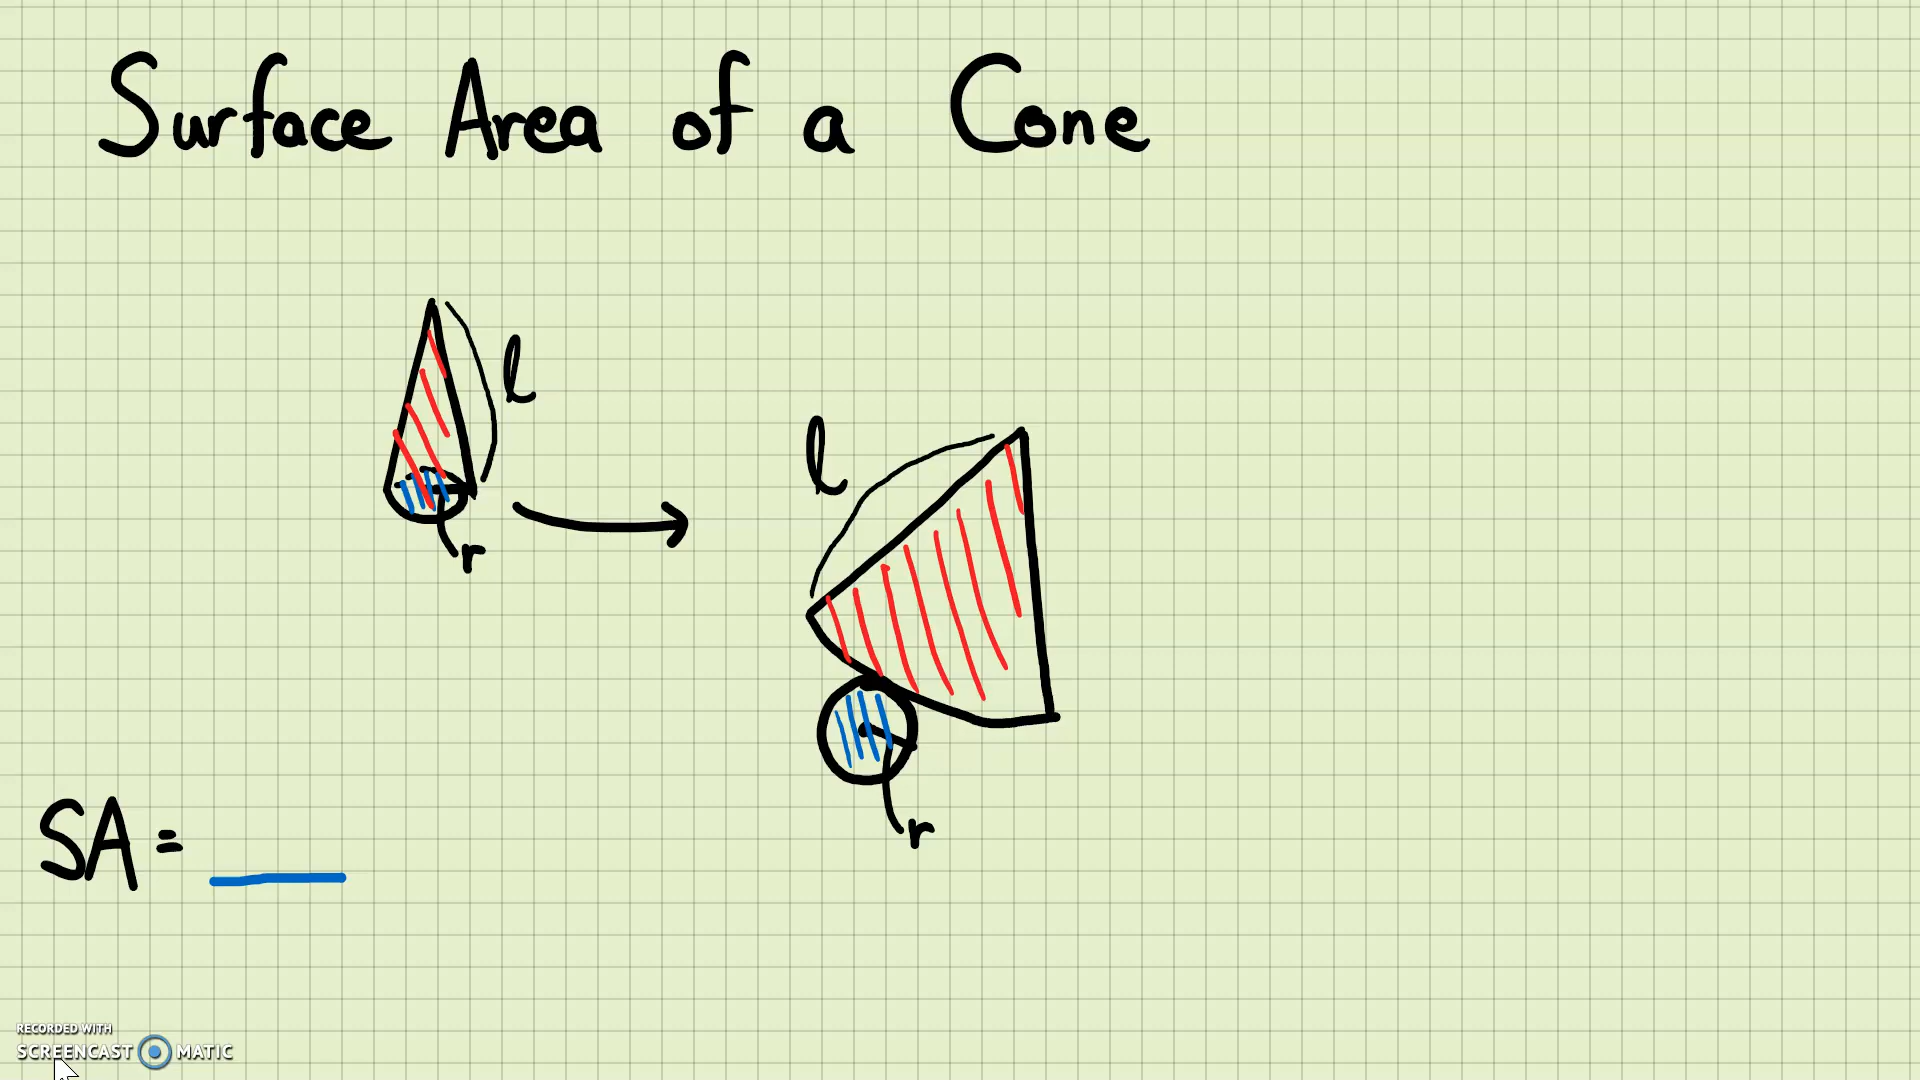 Surface Area of a Cone
l
l
r
r
SA =
RECORDED WITH
SCREENCAST MATIC